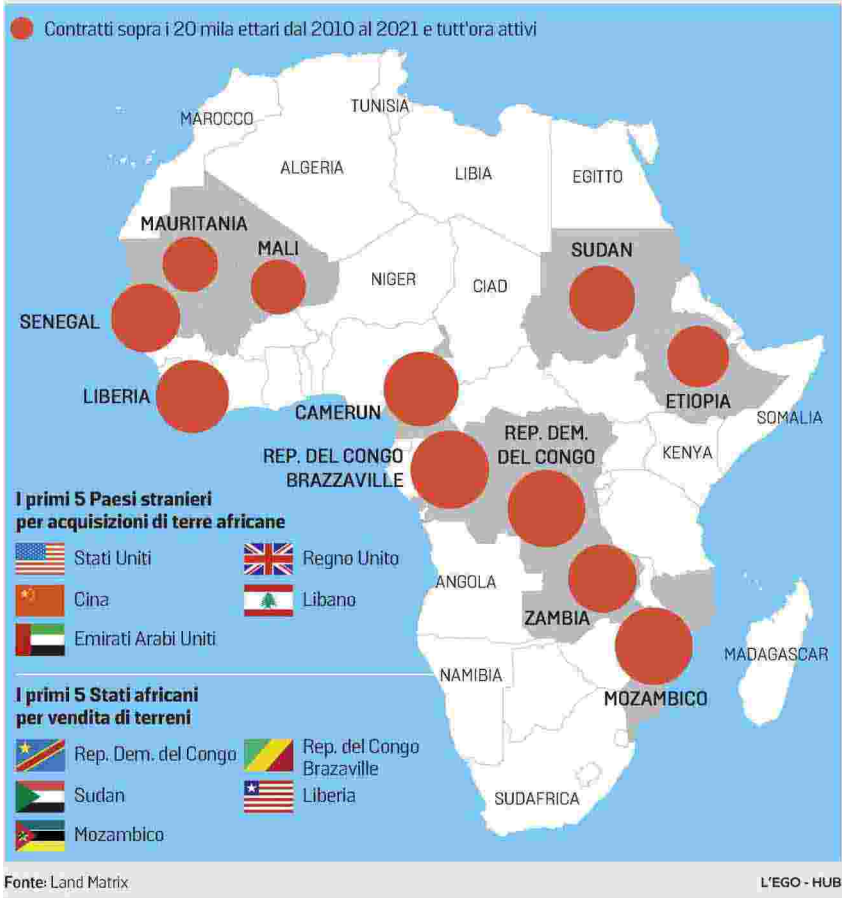 Contratti sopra i 20 mila ettari dal 2010 al 2021 e tutt'ora attivi
TUNISIA
MAROCCO
ALGERIA
LIBIA
EGITTO
MAURITANIA
MALI
SUDAN
NIGER
CIAD
SENEGAL
LIBERIA
CAMERUN
ETIOPIA
SOMALIA
REP. DEM.
DEL CONGO
KENYA
REP. DEL CONGO
BRAZZAVILLE
I primi 5 Paesi stranieri
per acquisizioni di terre africane
Stati Uniti
Regno Unito
Cina
Libano
Emirati Arabi Uniti
ANGOLA
ZAMBIA
MADAGASCAR
NAMIBIA
MOZAMBICO
I primi 5 Stati africani
per vendita di terreni
Rep. Dem. del Congo
Rep. del Congo
Brazaville
Sudan
Liberia
Mozambico
SUDAFRICA
Fonte: Land Matrix
L'EGO - HUB